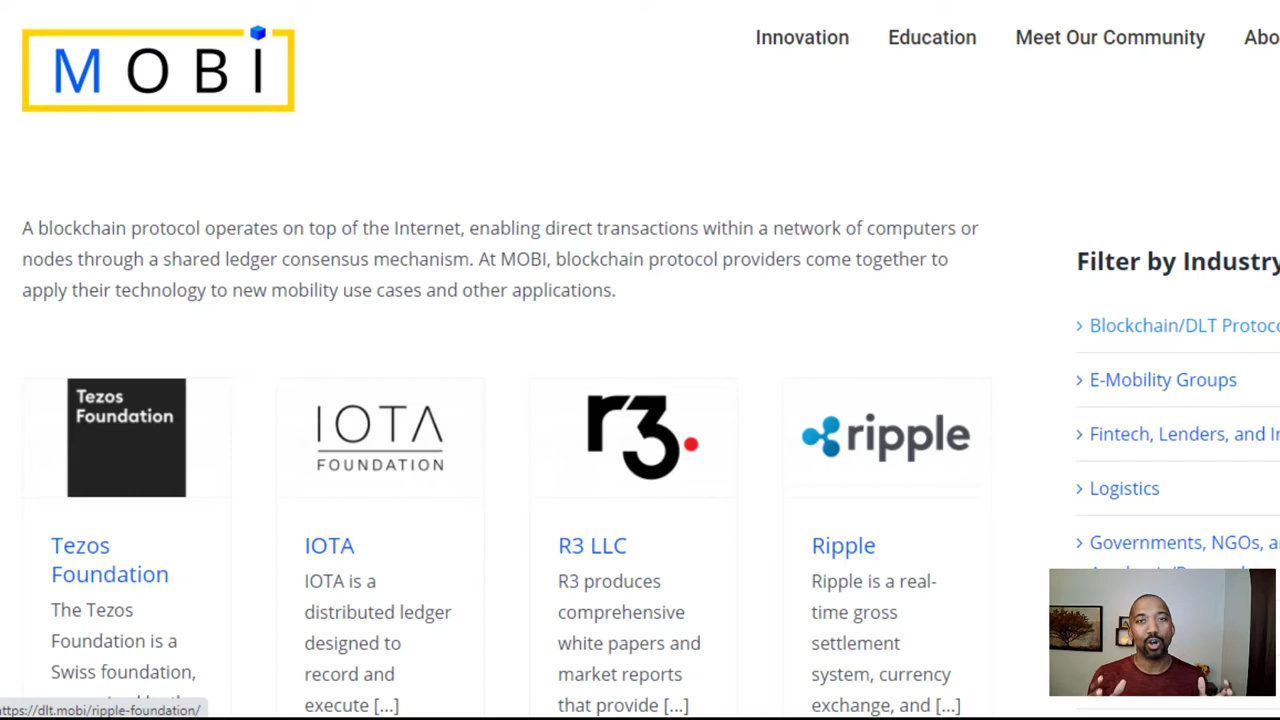 MOBI
Innovation
Education
Meet Our Community
Abo
A blockchain protocol operates on top of the Internet, enabling direct transactions within a network of computers or
nodes through a shared ledger consensus mechanism. At MOBI, blockchain protocol providers come together to
apply their technology to new mobility use cases and other applications.
Filter by Industry
Blockchain/DLT Protoco
E-Mobility Groups
Fintech, Lenders, and In
Logistics
Governments, NGOs, an
Tezos
Foundation
Tezos
Foundation
The Tezos
Foundation is a
Swiss foundation,
IOTA
FOUNDATION
IOTA
IOTA is a
distributed ledger
designed to
record and
execute [...]
r3.
R3 LLC
R3 produces
comprehensive
white papers and
market reports
that provide [...]
ripple
Ripple
Ripple is a real-
time gross
settlement
system, currency
exchange, and [...]
https://dlt.mobi/ripple-foundation/